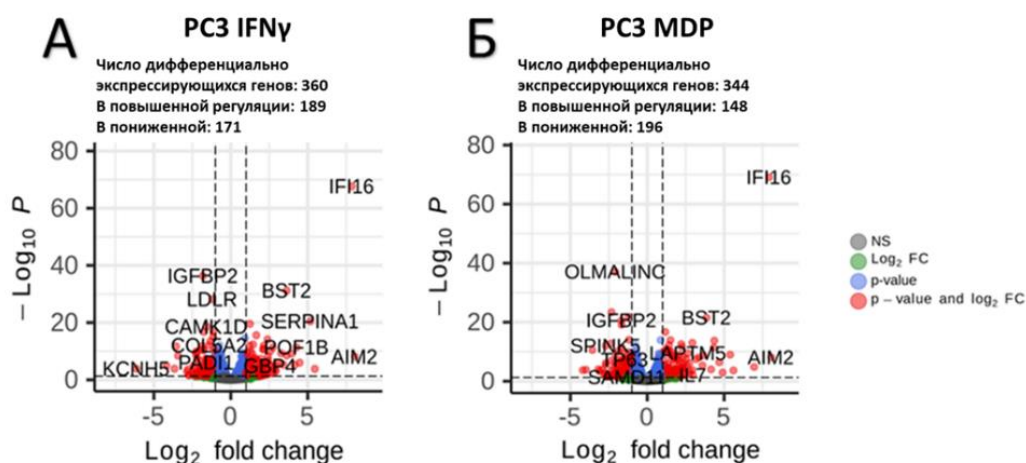 А
PC3 IFNγ
Число дифференциально
экспрессирующихся генов: 360
В повышенной регуляции: 189
В пониженной: 171
80
60
40
20
0
− Log10 P
IFI16
IGFBP2
LDLR
BST2
CAMK1D
SERPINA1
COL5A2
POF1B
PADI1
AIM2
KCNH5
GBP4
-5
0
5
Log2 fold change
Б
PC3 MDP
Число дифференциально
экспрессирующихся генов: 344
В повышенной регуляции: 148
В пониженной: 196
80
60
40
20
0
− Log10 P
IFI16
OLMALINC
IGFBP2
BST2
SPINK5
TP63
LAPTM5
AIM2
SAMD11
IL7
-5
0
5
Log2 fold change
NS
Log2 FC
p-value
p − value and log2 FC